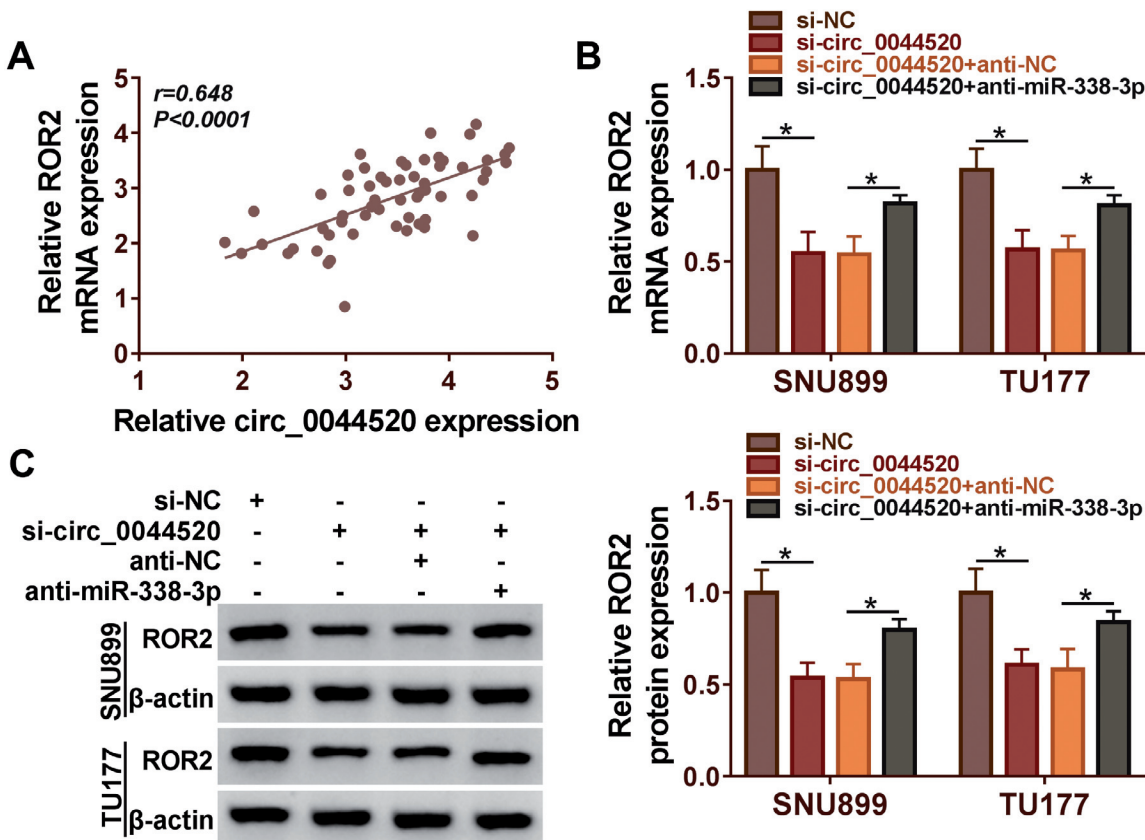 A
r=0.648
P<0.0001
Relative ROR2
mRNA expression
5
4
3
2
1
0
1 2 3 4 5
Relative circ_0044520 expression
B
si-NC
si-circ_0044520
si-circ_0044520+anti-NC
si-circ_0044520+anti-miR-338-3p
Relative ROR2
mRNA expression
1.5
1.0
0.5
0.0
* * * *
SNU899 TU177
C
si-NC + - - -
si-circ_0044520 - + + +
anti-NC - - + -
anti-miR-338-3p - - - +
SNU899
ROR2
β-actin
TU177
ROR2
β-actin
si-NC
si-circ_0044520
si-circ_0044520+anti-NC
si-circ_0044520+anti-miR-338-3p
Relative ROR2
protein expression
1.5
1.0
0.5
0.0
* * * *
SNU899 TU177